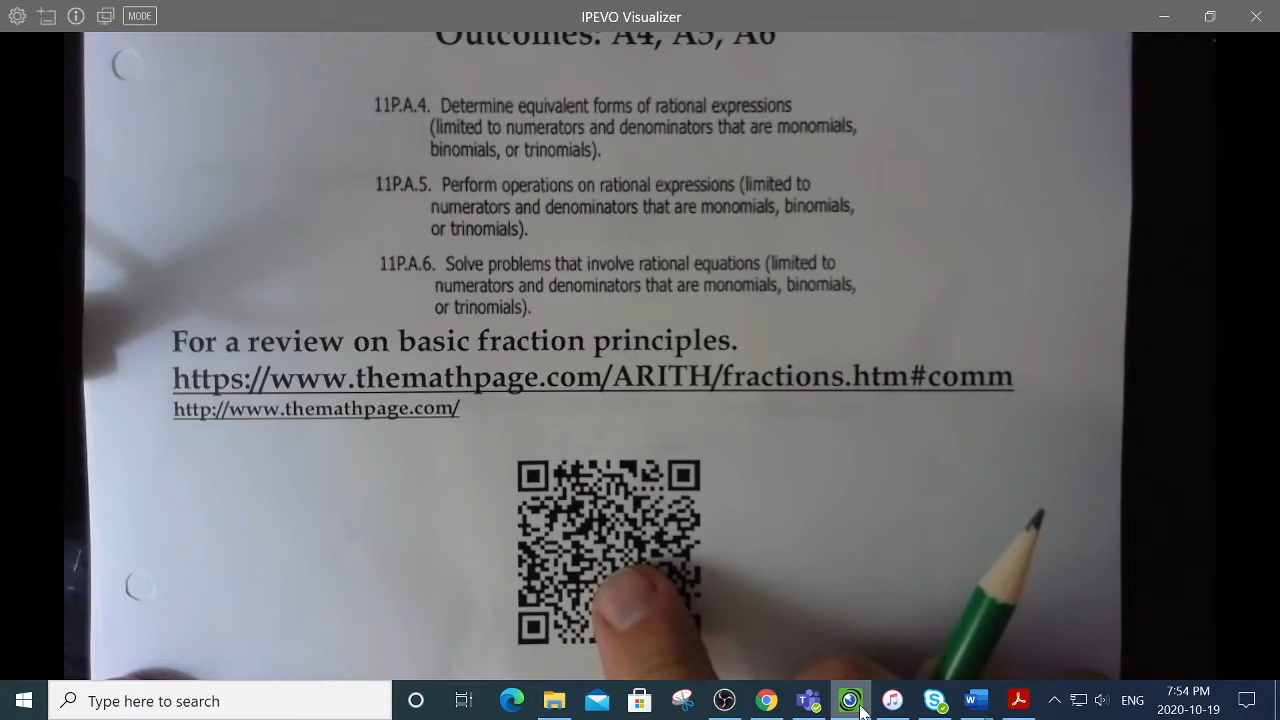 IPEVO Visualizer
MODE
Outcomes: A4, A5, A6
11P.A.4. Determine equivalent forms of rational expressions
(limited to numerators and denominators that are monomials,
binomials, or trinomials).
11P.A.5. Perform operations on rational expressions (limited to
numerators and denominators that are monomials, binomials,
or trinomials).
11P.A.6. Solve problems that involve rational equations (limited to
numerators and denominators that are monomials, binomials,
or trinomials).
For a review on basic fraction principles.
https://www.themathpage.com/ARITH/fractions.htm#comm
http://www.themathpage.com/
Type here to search
ENG
7:54 PM
2020-10-19